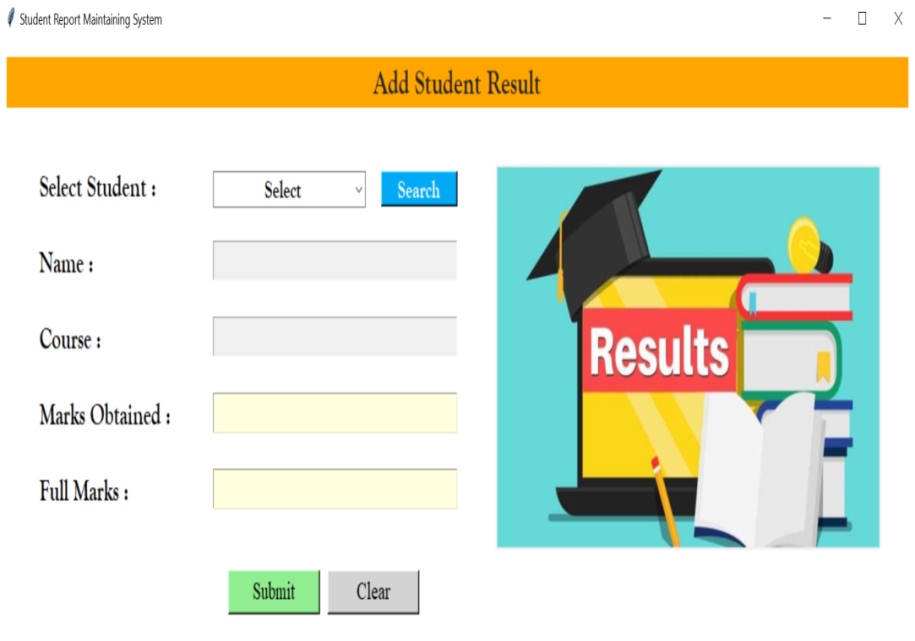 Student Report Maintaining System
Add Student Result
Select Student :
Select
Search
Name :
Course :
Marks Obtained :
Full Marks :
Results
Submit
Clear